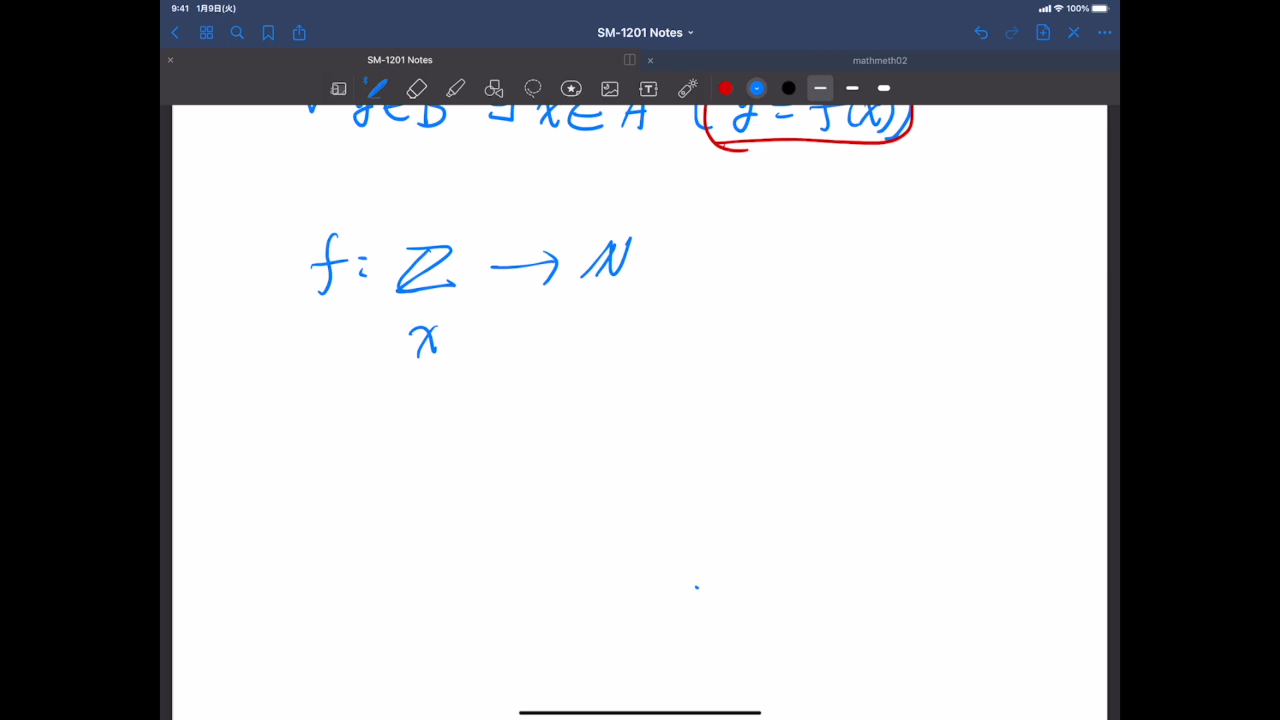 9:41 1月9日(火) 100%
SM-1201 Notes
SM-1201 Notes mathmeth02
∀ y ∈ B ∃ x ∈ A ( y = f(x) )
f: ℤ → ℕ
x